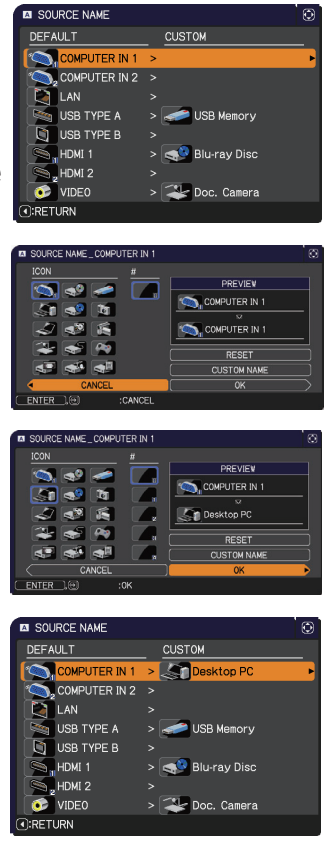 SOURCE NAME
DEFAULT CUSTOM
COMPUTER IN 1 >
COMPUTER IN 2 >
LAN >
USB TYPE A > USB Memory
USB TYPE B >
HDMI 1 > Blu-ray Disc
HDMI 2 >
VIDEO > Doc. Camera
:RETURN
SOURCE NAME_COMPUTER IN 1
ICON #
PREVIEW
COMPUTER IN 1
COMPUTER IN 1
RESET
CUSTOM NAME
CANCEL OK
ENTER , :CANCEL
SOURCE NAME_COMPUTER IN 1
ICON #
PREVIEW
COMPUTER IN 1
Desktop PC
RESET
CUSTOM NAME
CANCEL OK
ENTER , :OK
SOURCE NAME
DEFAULT CUSTOM
COMPUTER IN 1 > Desktop PC
COMPUTER IN 2 >
LAN >
USB TYPE A > USB Memory
USB TYPE B >
HDMI 1 > Blu-ray Disc
HDMI 2 >
VIDEO > Doc. Camera
:RETURN